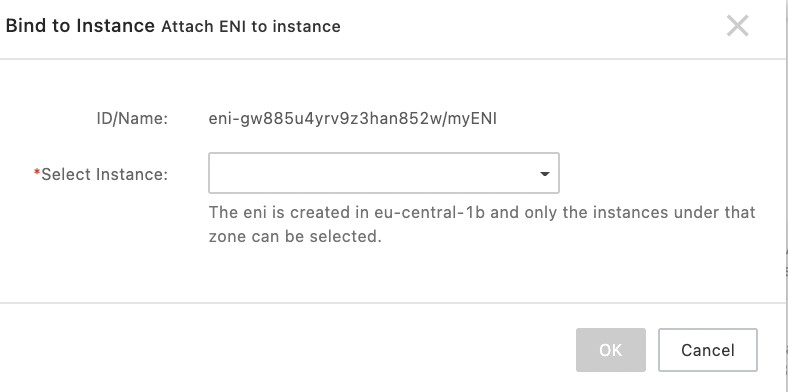 Bind to Instance Attach ENI to instance
ID/Name: eni-gw885u4yrv9z3han852w/myENI
*Select Instance:
The eni is created in eu-central-1b and only the instances under that
zone can be selected.
OK Cancel